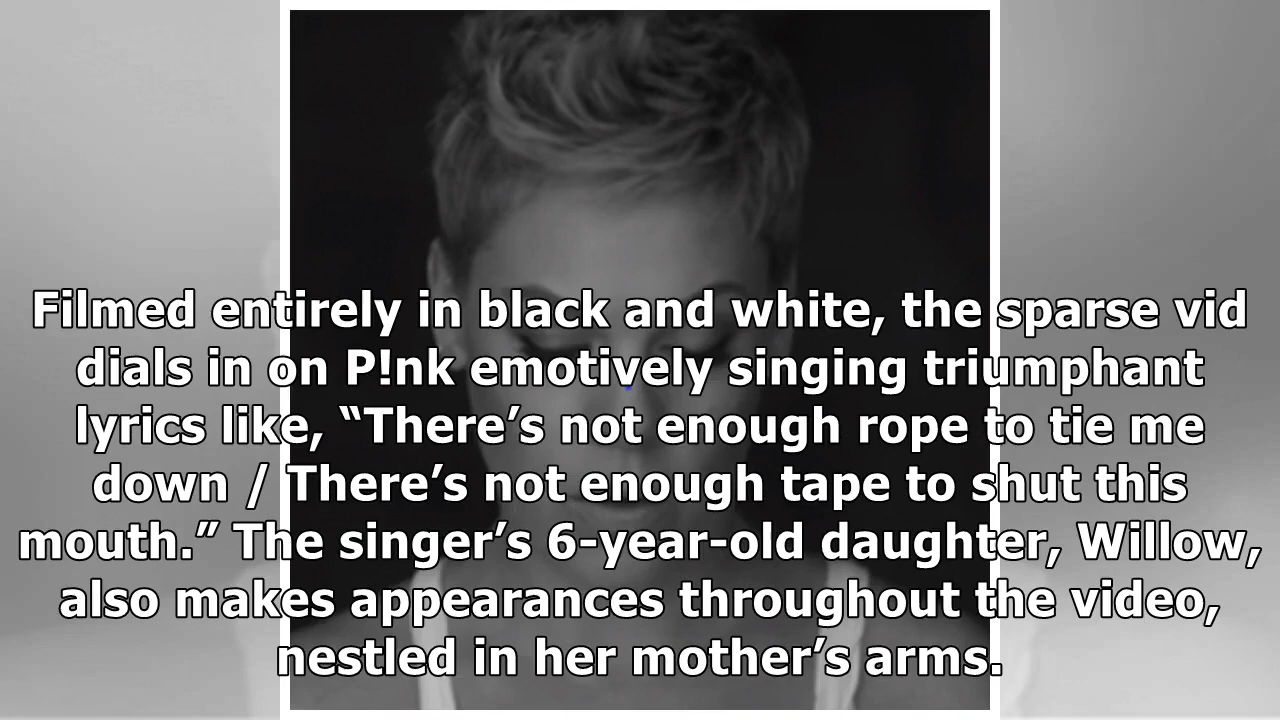 Filmed entirely in black and white, the sparse vid
dials in on P!nk emotively singing triumphant
lyrics like, “There’s not enough rope to tie me
down / There’s not enough tape to shut this
mouth.” The singer’s 6-year-old daughter, Willow,
also makes appearances throughout the video,
nestled in her mother’s arms.